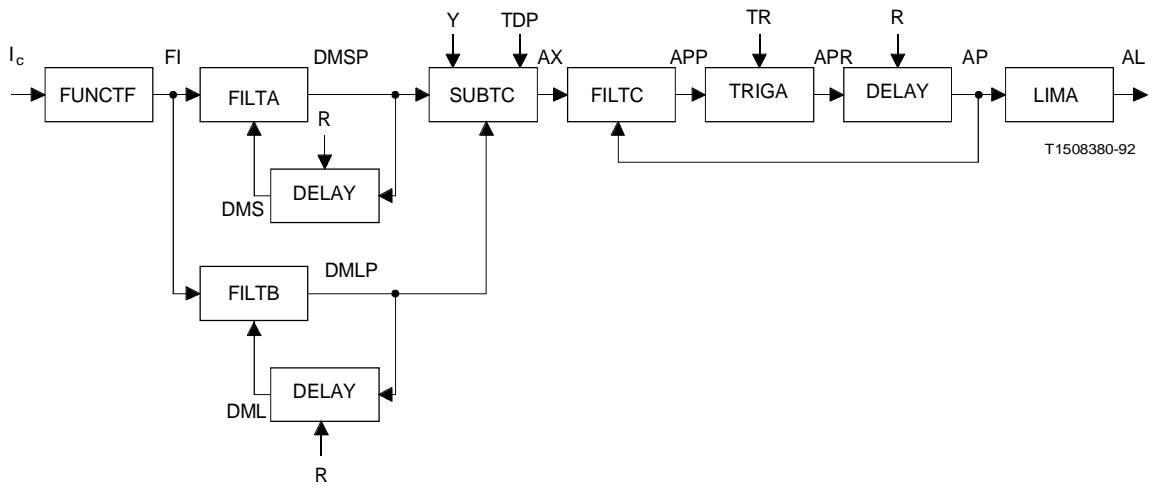 Y TDP TR R
I_c FI DMSP AX APP APR AP AL
FUNCTF FILTA SUBTC FILTC TRIGA DELAY LIMA
R
T1508380-92
DELAY
DMS
DMLP
FILTB
DELAY
DML
R